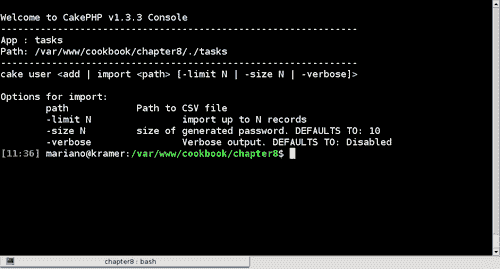 Welcome to CakePHP v1.3.3 Console
---------------------------------------------------------------
App : tasks
Path: /var/www/cookbook/chapter8/./tasks
---------------------------------------------------------------
cake user <add | import <path> [-limit N | -size N | -verbose]>
Options for import:
path Path to CSV file
-limit N import up to N records
-size N size of generated password. DEFAULTS TO: 10
-verbose Verbose output. DEFAULTS TO: Disabled
[11:36] mariano@kramer:/var/www/cookbook/chapter8$
chapter8 : bash